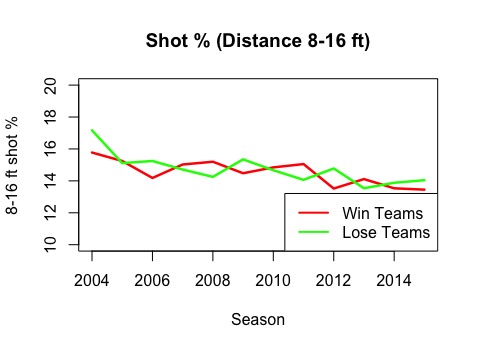 Shot % (Distance 8-16 ft)
8-16 ft shot %
20
18
16
14
12
10
Win Teams
Lose Teams
2004 2006 2008 2010 2012 2014
Season